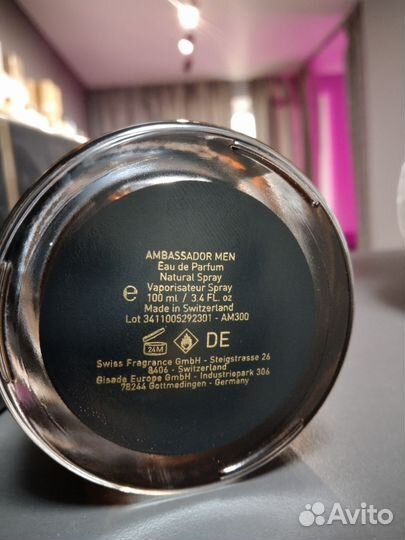 AMBASSADOR MEN
Eau de Parfum
Natural Spray
Vaporisateur Spray
e 100 ml / 3.4 FL. oz
Made in Switzerland
Lot 3411005292301 - AM300
24M DE
Swiss Fragrance GmbH - Steigstrasse 26
8406 - Switzerland
Gisada Europe GmbH - Industriepark 306
78244 Gottmadingen - Germany
Avito